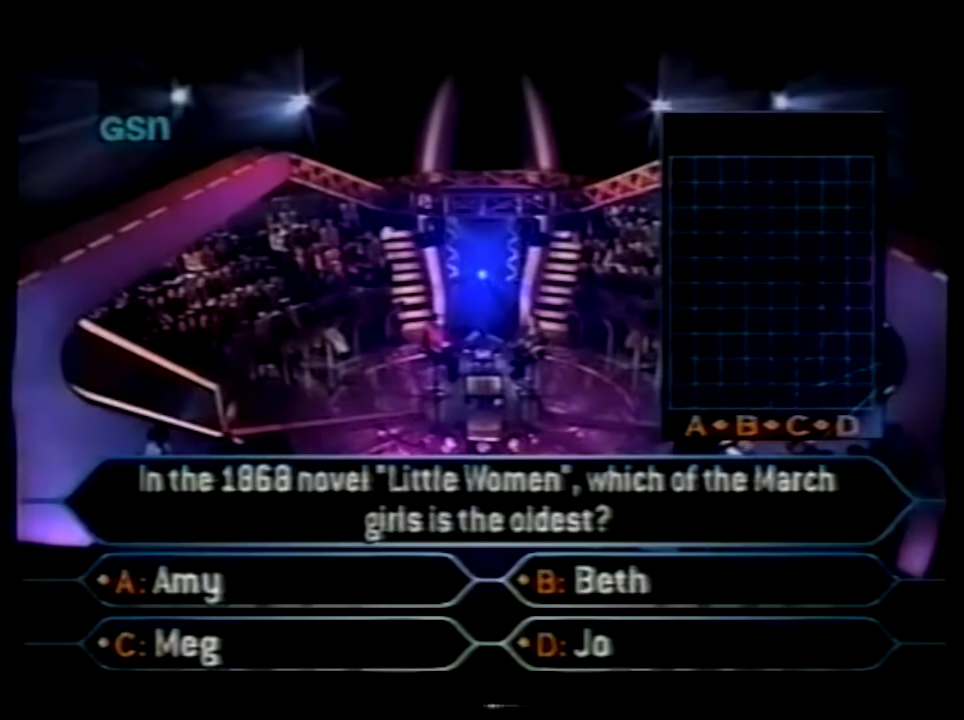 GSN
A B C D
In the 1868 novel "Little Women", which of the March
girls is the oldest?
A: Amy
B: Beth
C: Meg
D: Jo